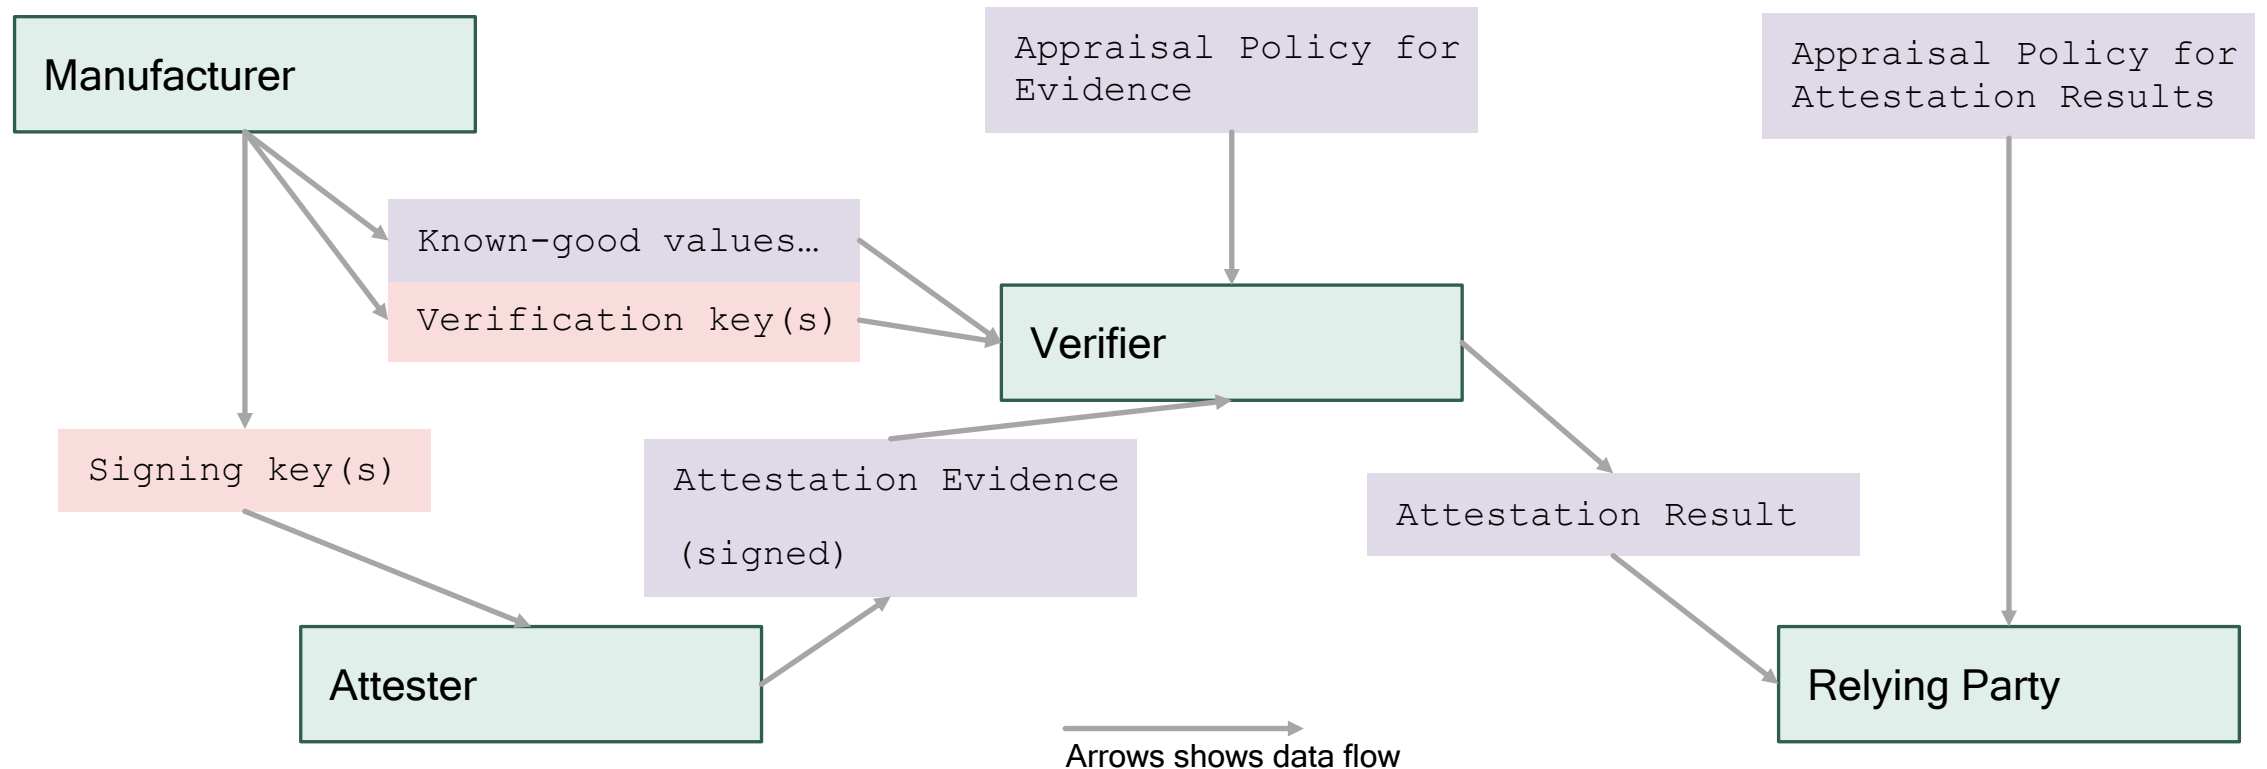 Manufacturer
Appraisal Policy for
Evidence
Appraisal Policy for
Attestation Results
Known-good values…
Verification key(s)
Verifier
Signing key(s)
Attestation Evidence
(signed)
Attestation Result
Attester
Relying Party
Arrows shows data flow